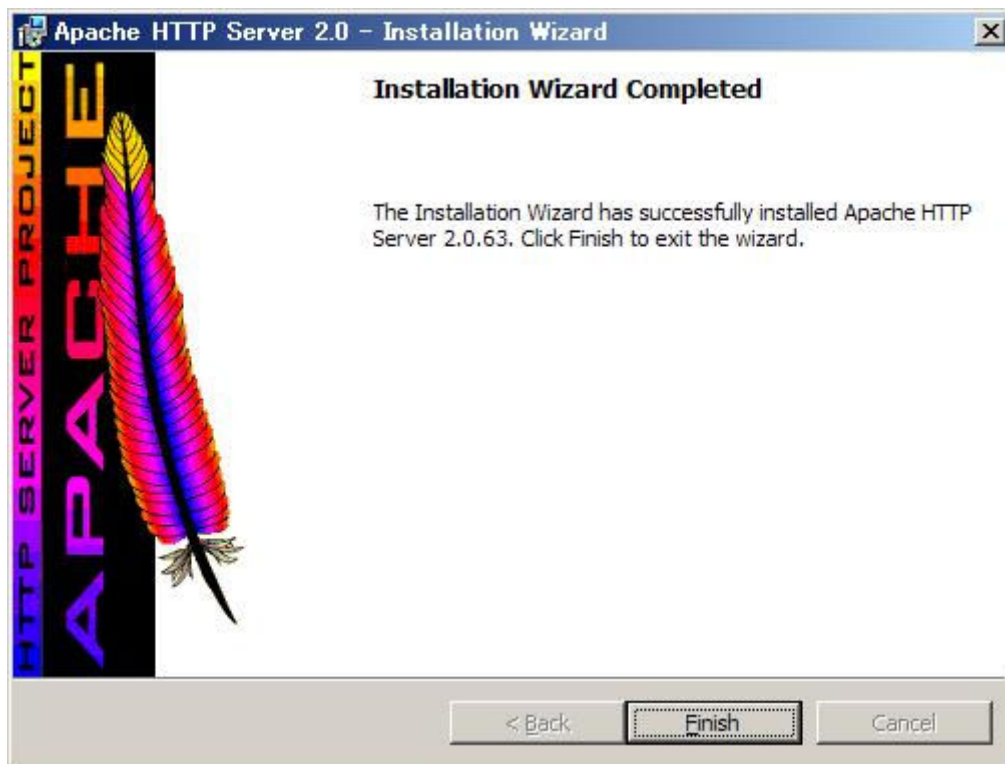 Apache HTTP Server 2.0 - Installation Wizard
HTTP SERVER PROJECT
APACHE
Installation Wizard Completed
The Installation Wizard has successfully installed Apache HTTP
Server 2.0.63. Click Finish to exit the wizard.
< Back
Finish
Cancel